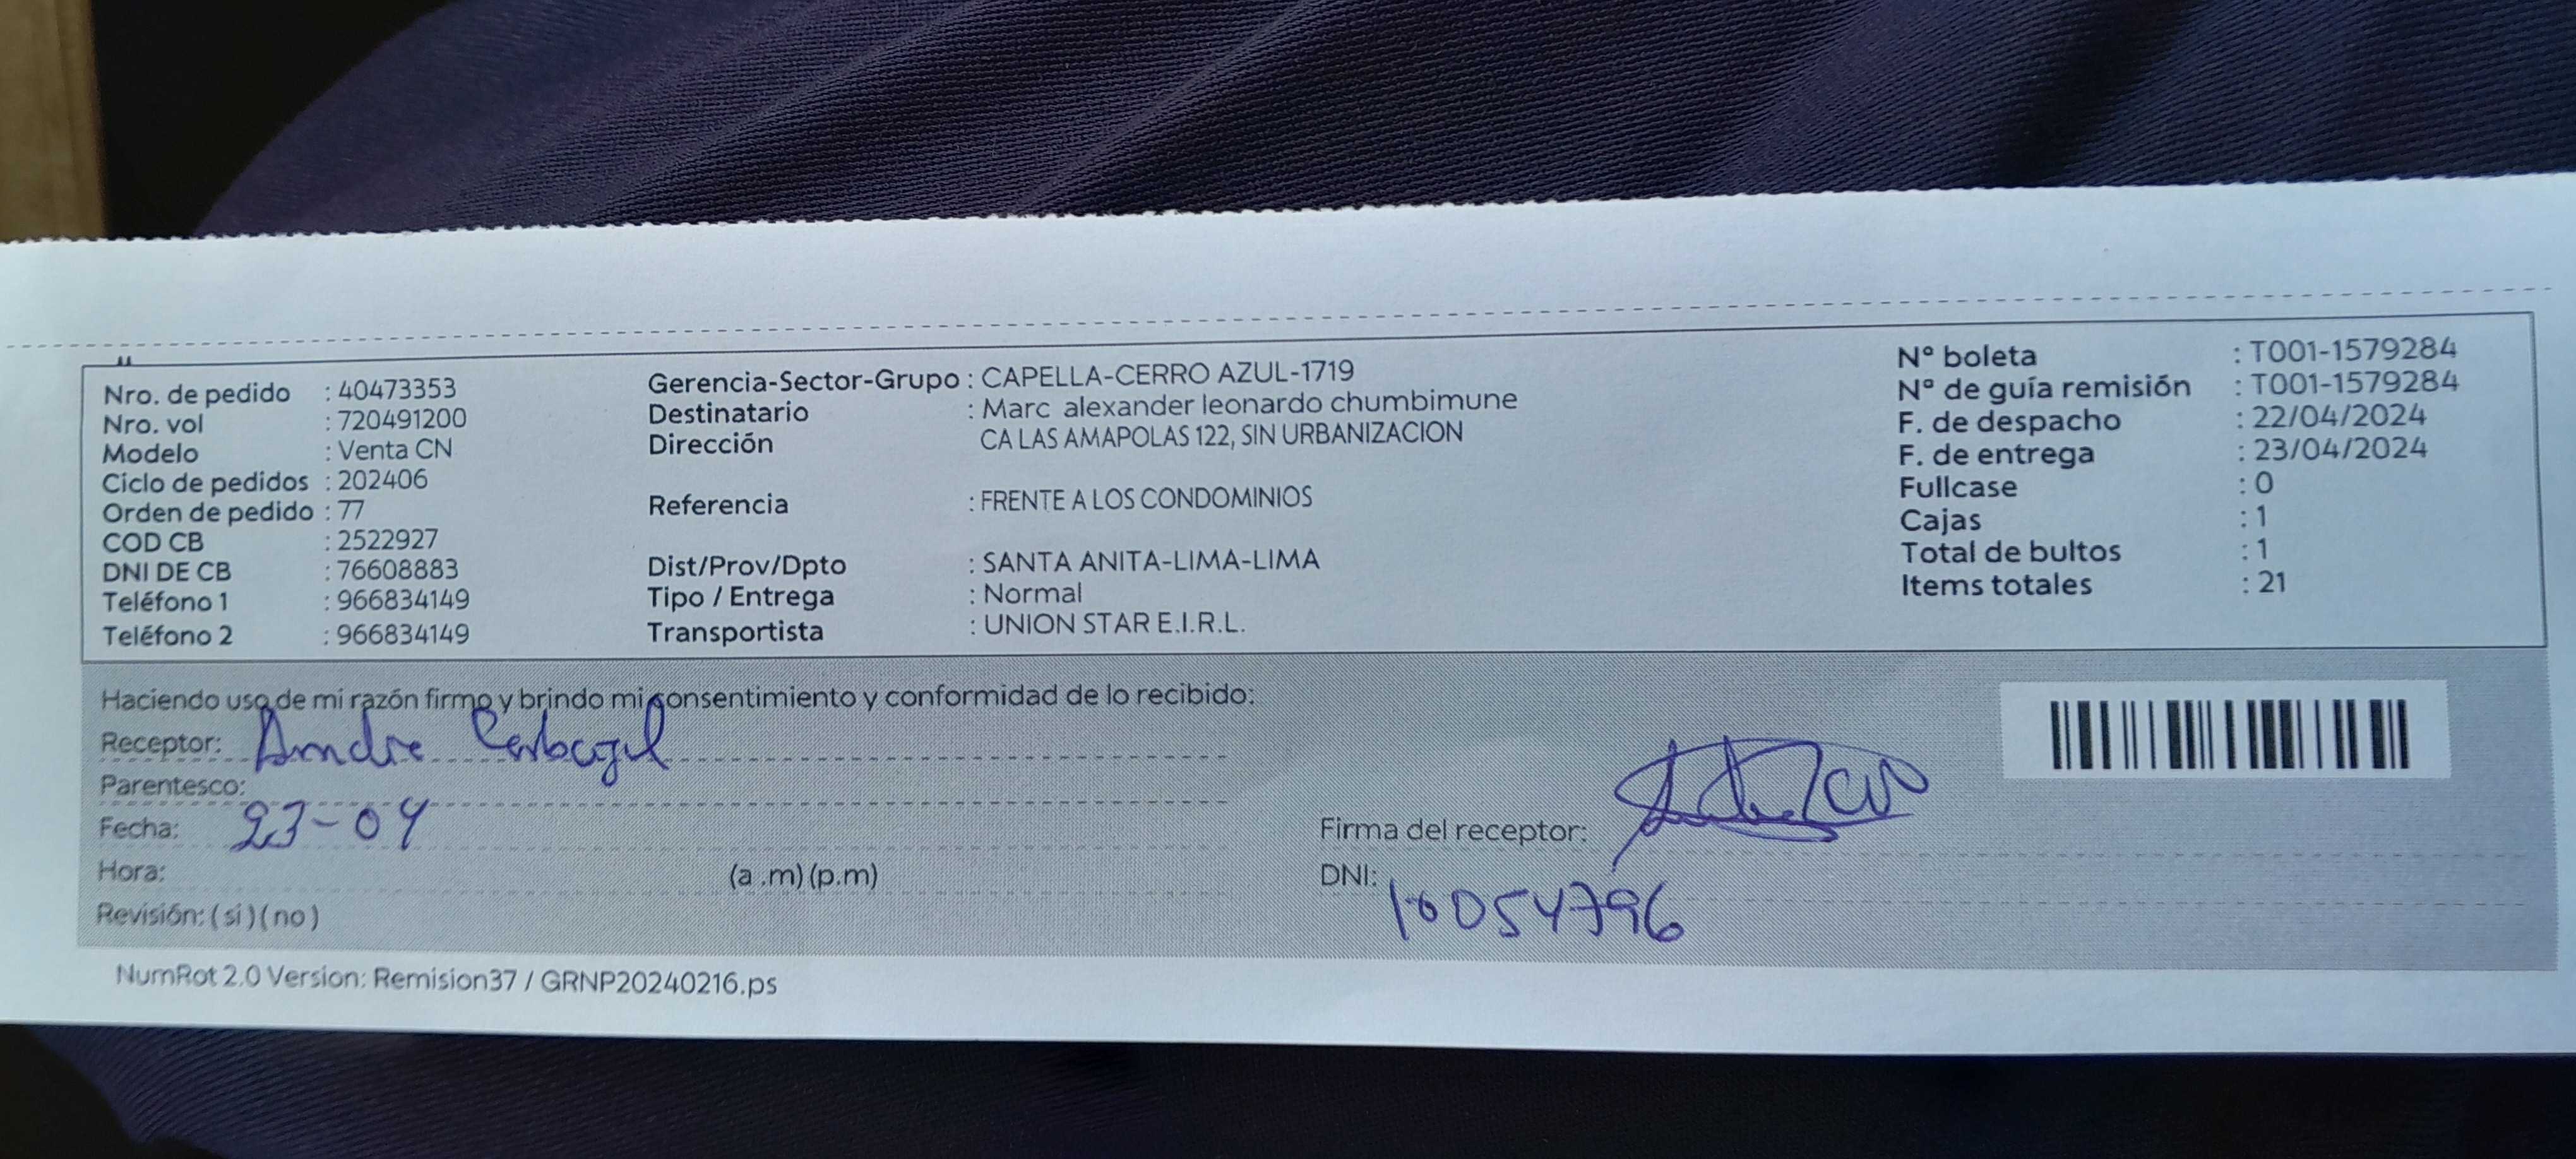 Nro. de pedido : 40473353
Nro. vol : 720491200
Modelo : Venta CN
Ciclo de pedidos : 202406
Orden de pedido : 77
COD CB : 2522927
DNI DE CB : 76608883
Teléfono 1 : 966834149
Teléfono 2 : 966834149
Gerencia-Sector-Grupo : CAPELLA-CERRO AZUL-1719
Destinatario : Marc alexander leonardo chumbimune
Dirección CA LAS AMAPOLAS 122, SIN URBANIZACION
Referencia : FRENTE A LOS CONDOMINIOS
Dist/Prov/Dpto : SANTA ANITA-LIMA-LIMA
Tipo / Entrega : Normal
Transportista : UNION STAR E.I.R.L.
N° boleta : T001-1579284
N° de guía remisión : T001-1579284
F. de despacho : 22/04/2024
F. de entrega : 23/04/2024
Fullcase : 0
Cajas : 1
Total de bultos : 1
Items totales : 21
Haciendo uso de mi razón firmo y brindo mi consentimiento y conformidad de lo recibido:
Receptor: Andre
Parentesco:
Fecha: 23-04
Hora: (a .m) (p.m)
Revisión: ( si ) ( no )
Firma del receptor:
DNI: 10054796
NumRot 2.0 Version: Remision37 / GRNP20240216.ps